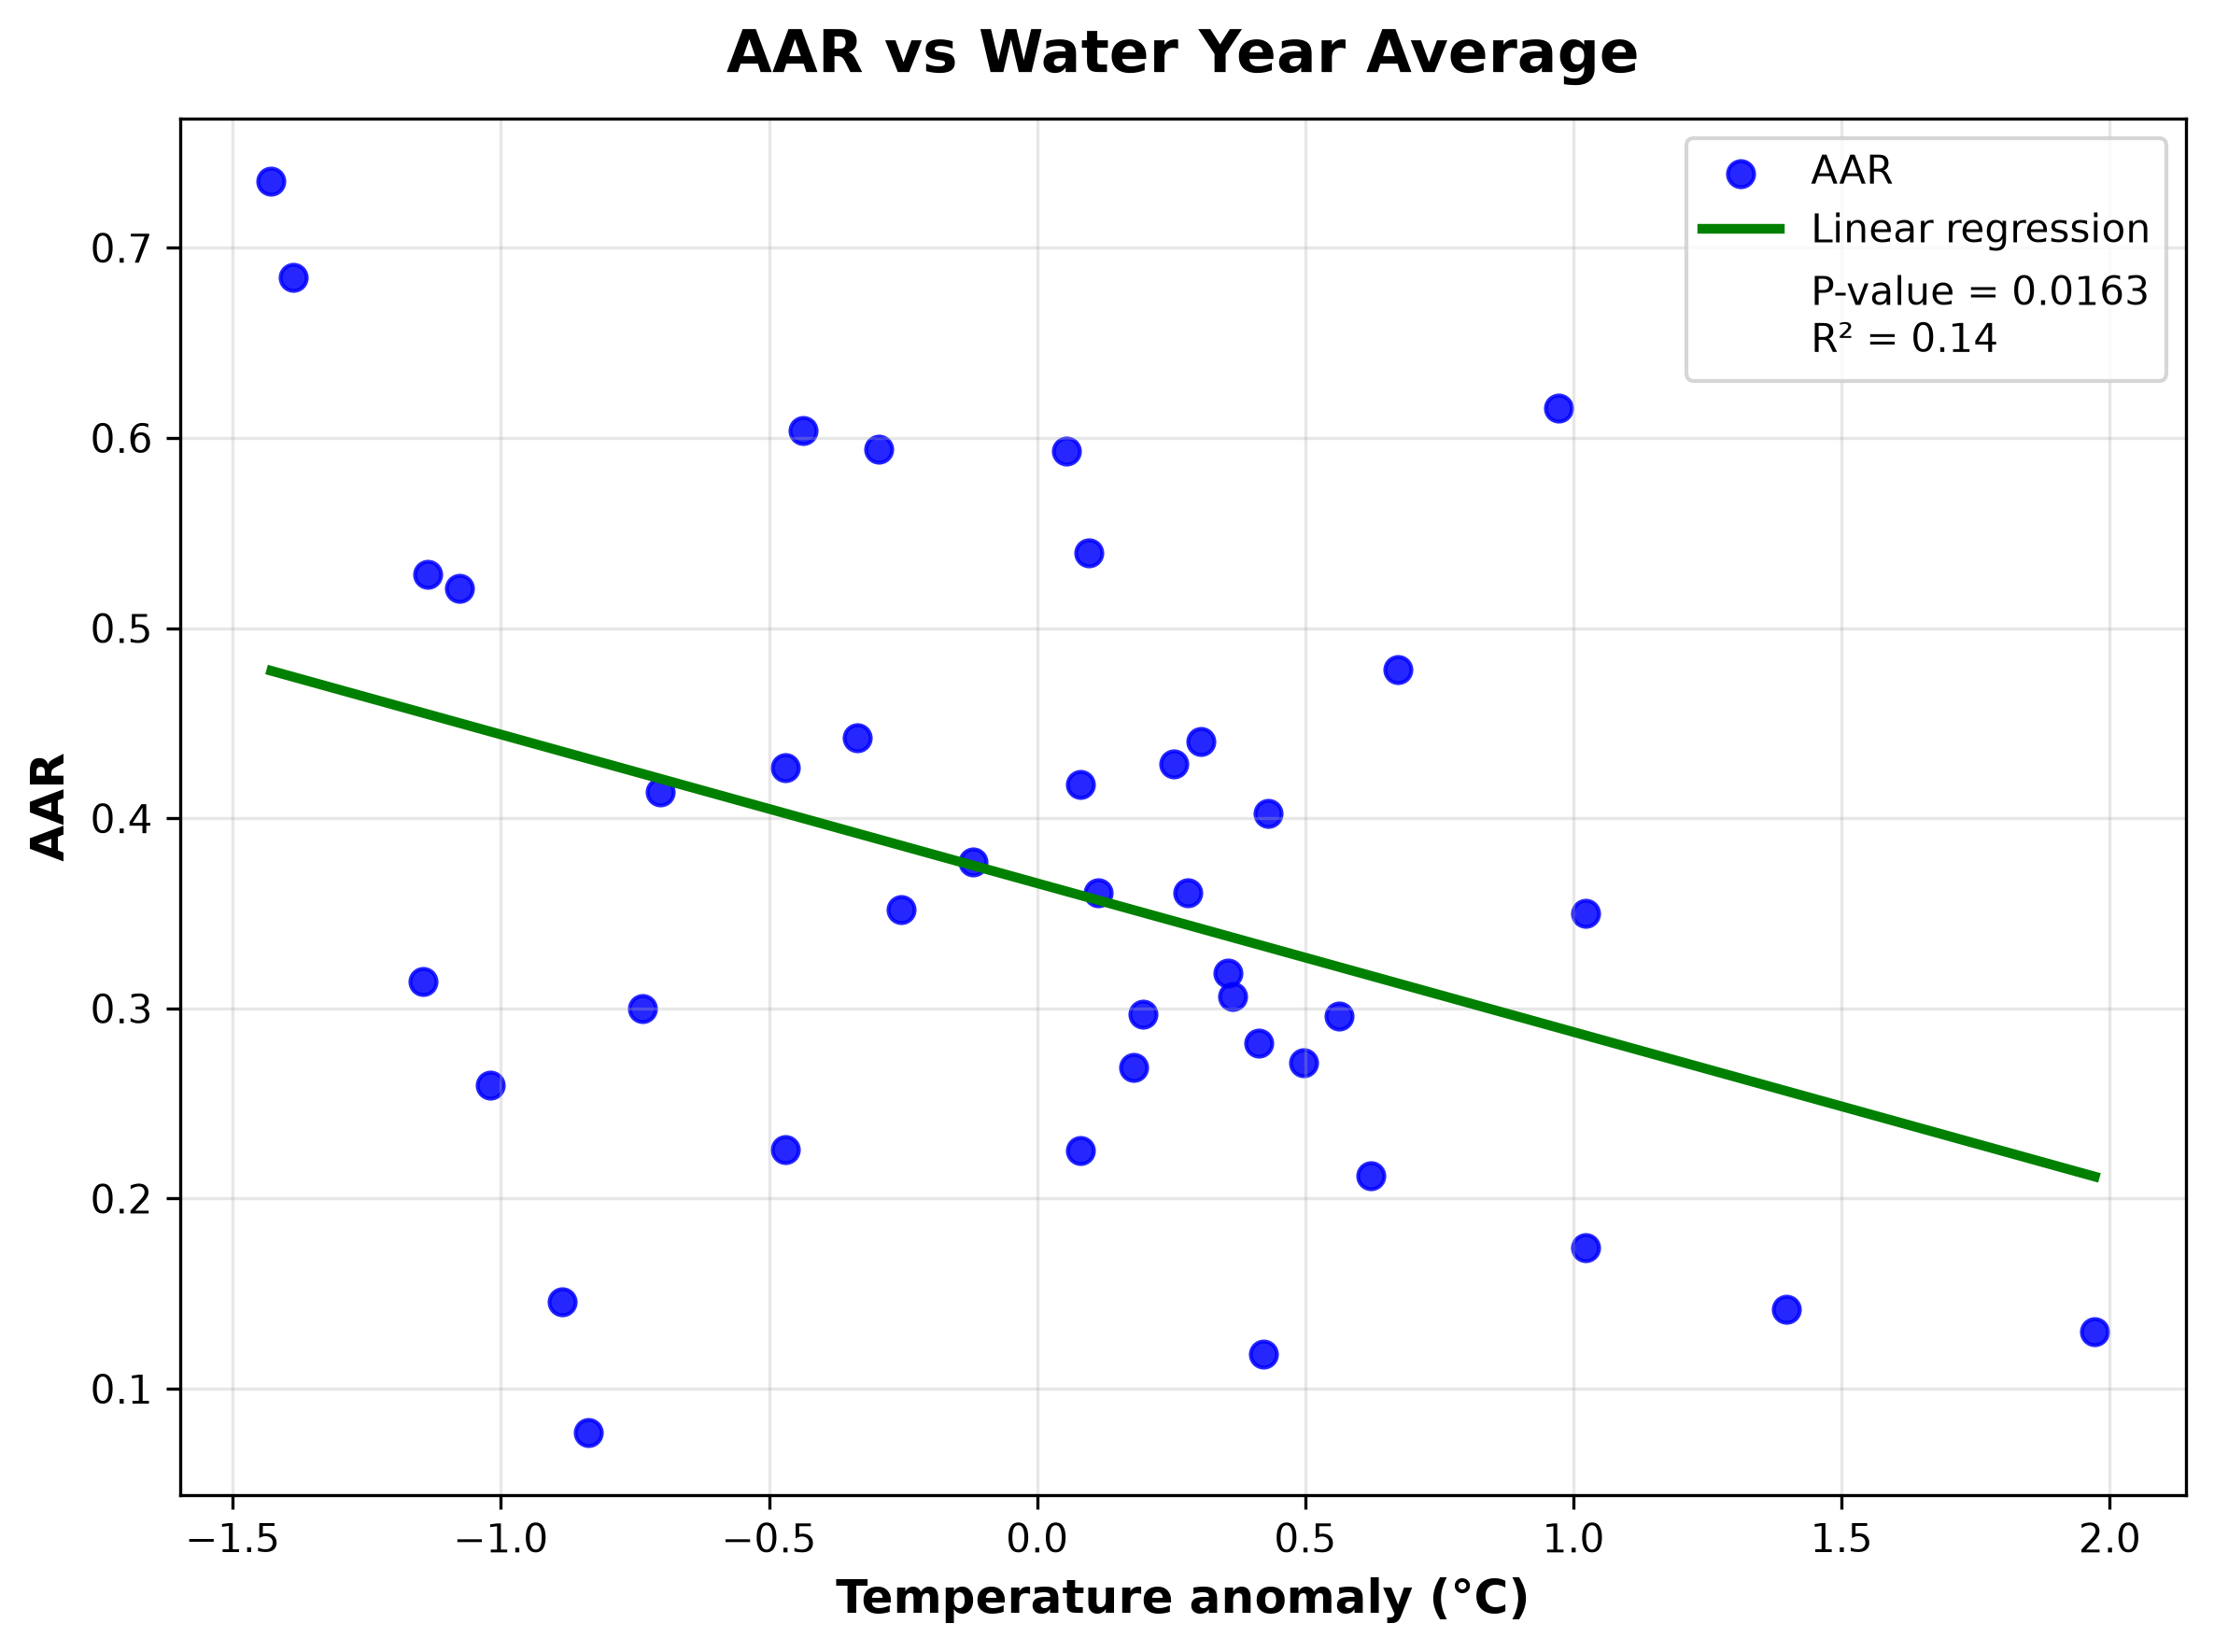 AAR vs Water Year Average
AAR
Linear regression
P-value = 0.0163
R² = 0.14
AAR
0.7
0.6
0.5
0.4
0.3
0.2
0.1
−1.5 −1.0 −0.5 0.0 0.5 1.0 1.5 2.0
Temperature anomaly (°C)